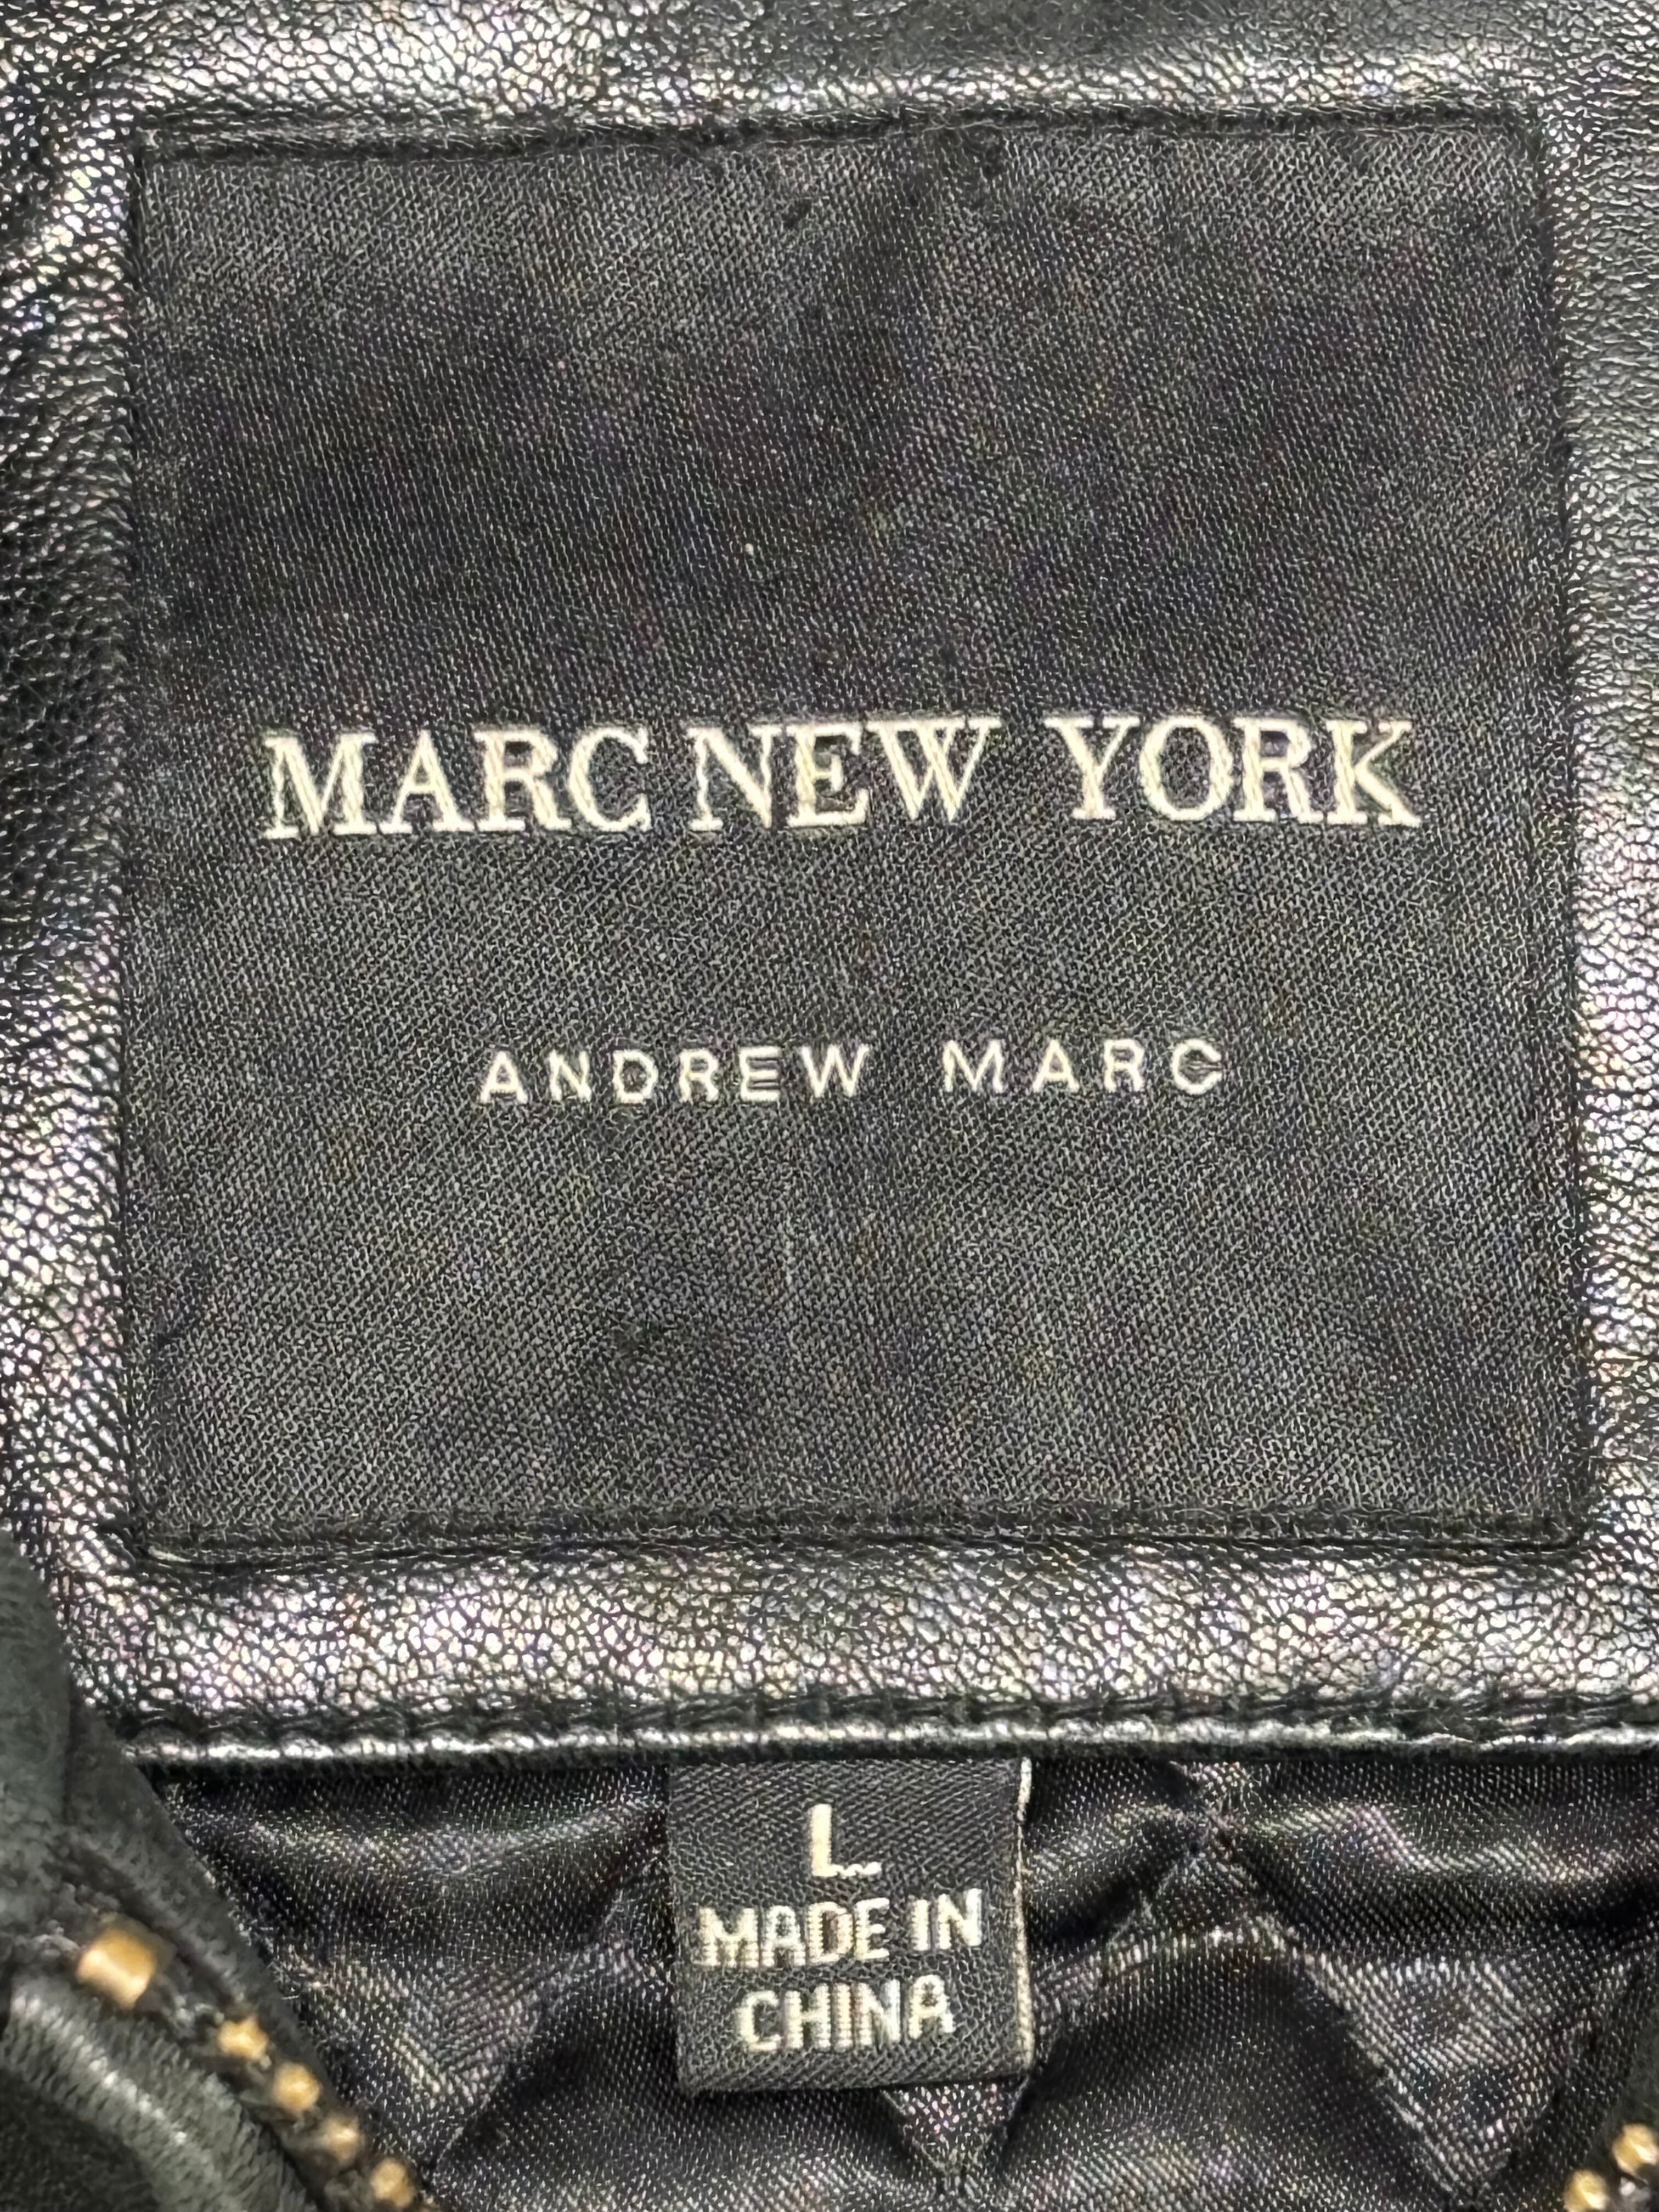 MARC NEW YORK
ANDREW MARC
L
MADE IN
CHINA